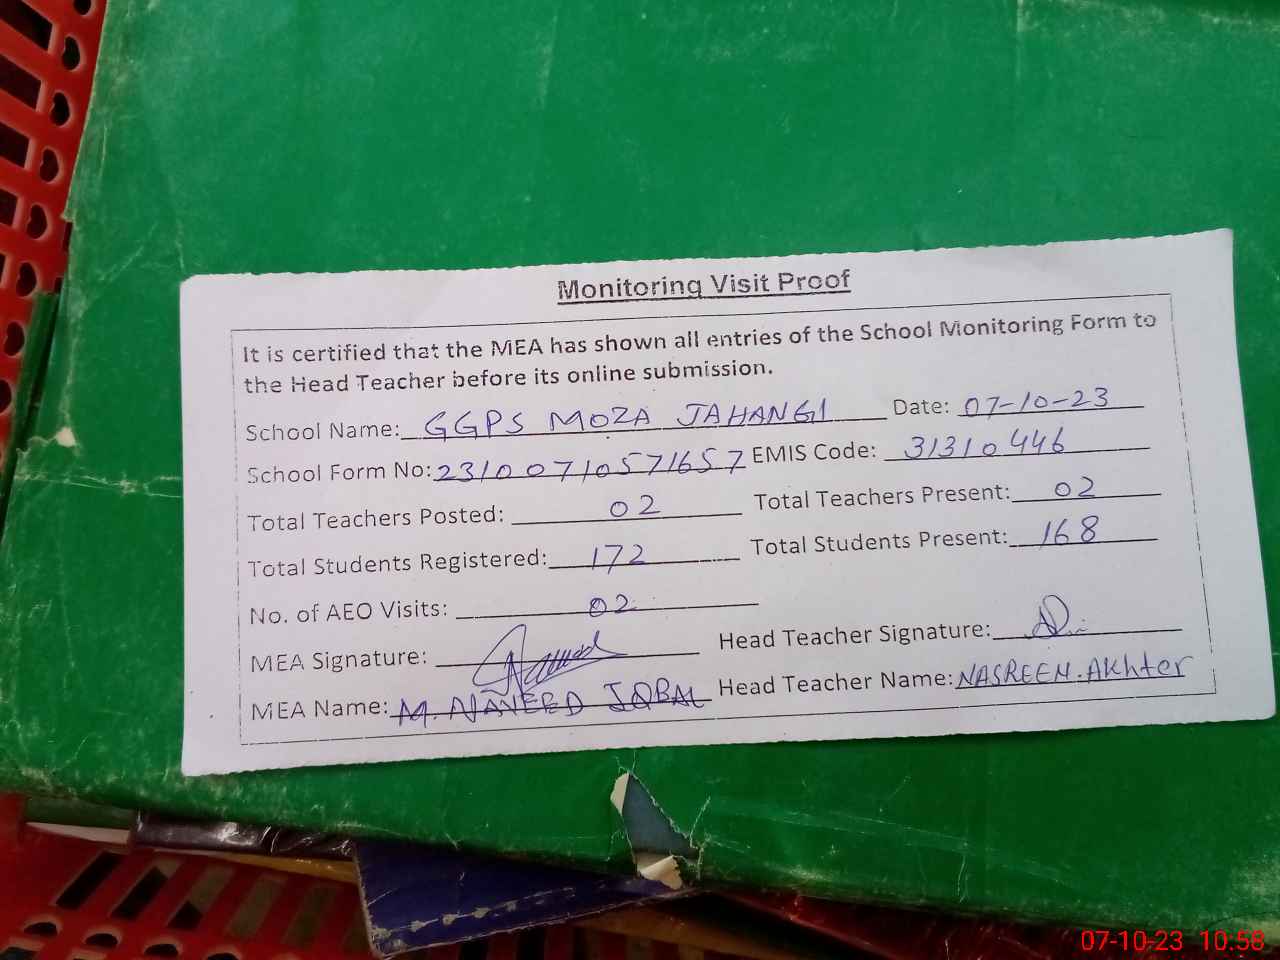 Monitoring Visit Proof
It is certified that the MEA has shown all entries of the School Monitoring Form to
the Head Teacher before its online submission.
School Name: GGPS MOZA JAHANGI Date: 07-10-23
School Form No: 23100710571657 EMIS Code: 31310446
Total Teachers Posted: 02 Total Teachers Present: 02
Total Students Registered: 172 Total Students Present: 168
No. of AEO Visits: 02
MEA Signature: Head Teacher Signature:
MEA Name: M. NAVEED IQBAL Head Teacher Name: NASREEN. AKhter
07-10-23 10:58